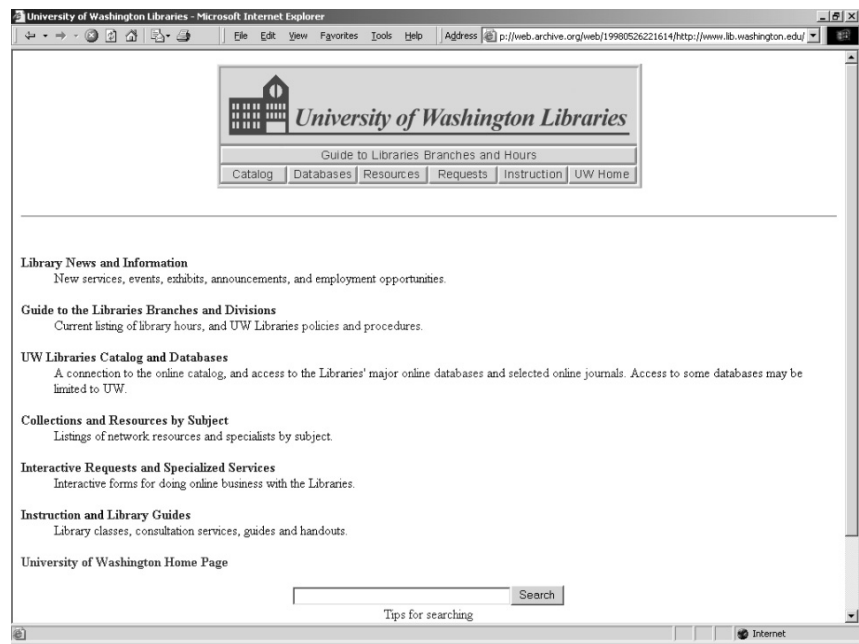 University of Washington Libraries - Microsoft Internet Explorer
File Edit View Favorites Tools Help Address p://web.archive.org/web/19980526221614/http://www.lib.washington.edu/
University of Washington Libraries
Guide to Libraries Branches and Hours
Catalog Databases Resources Requests Instruction UW Home
Library News and Information
New services, events, exhibits, announcements, and employment opportunities.
Guide to the Libraries Branches and Divisions
Current listing of library hours, and UW Libraries policies and procedures.
UW Libraries Catalog and Databases
A connection to the online catalog, and access to the Libraries' major online databases and selected online journals. Access to some databases may be
limited to UW.
Collections and Resources by Subject
Listings of network resources and specialists by subject.
Interactive Requests and Specialized Services
Interactive forms for doing online business with the Libraries.
Instruction and Library Guides
Library classes, consultation services, guides and handouts.
University of Washington Home Page
Search
Tips for searching
Internet